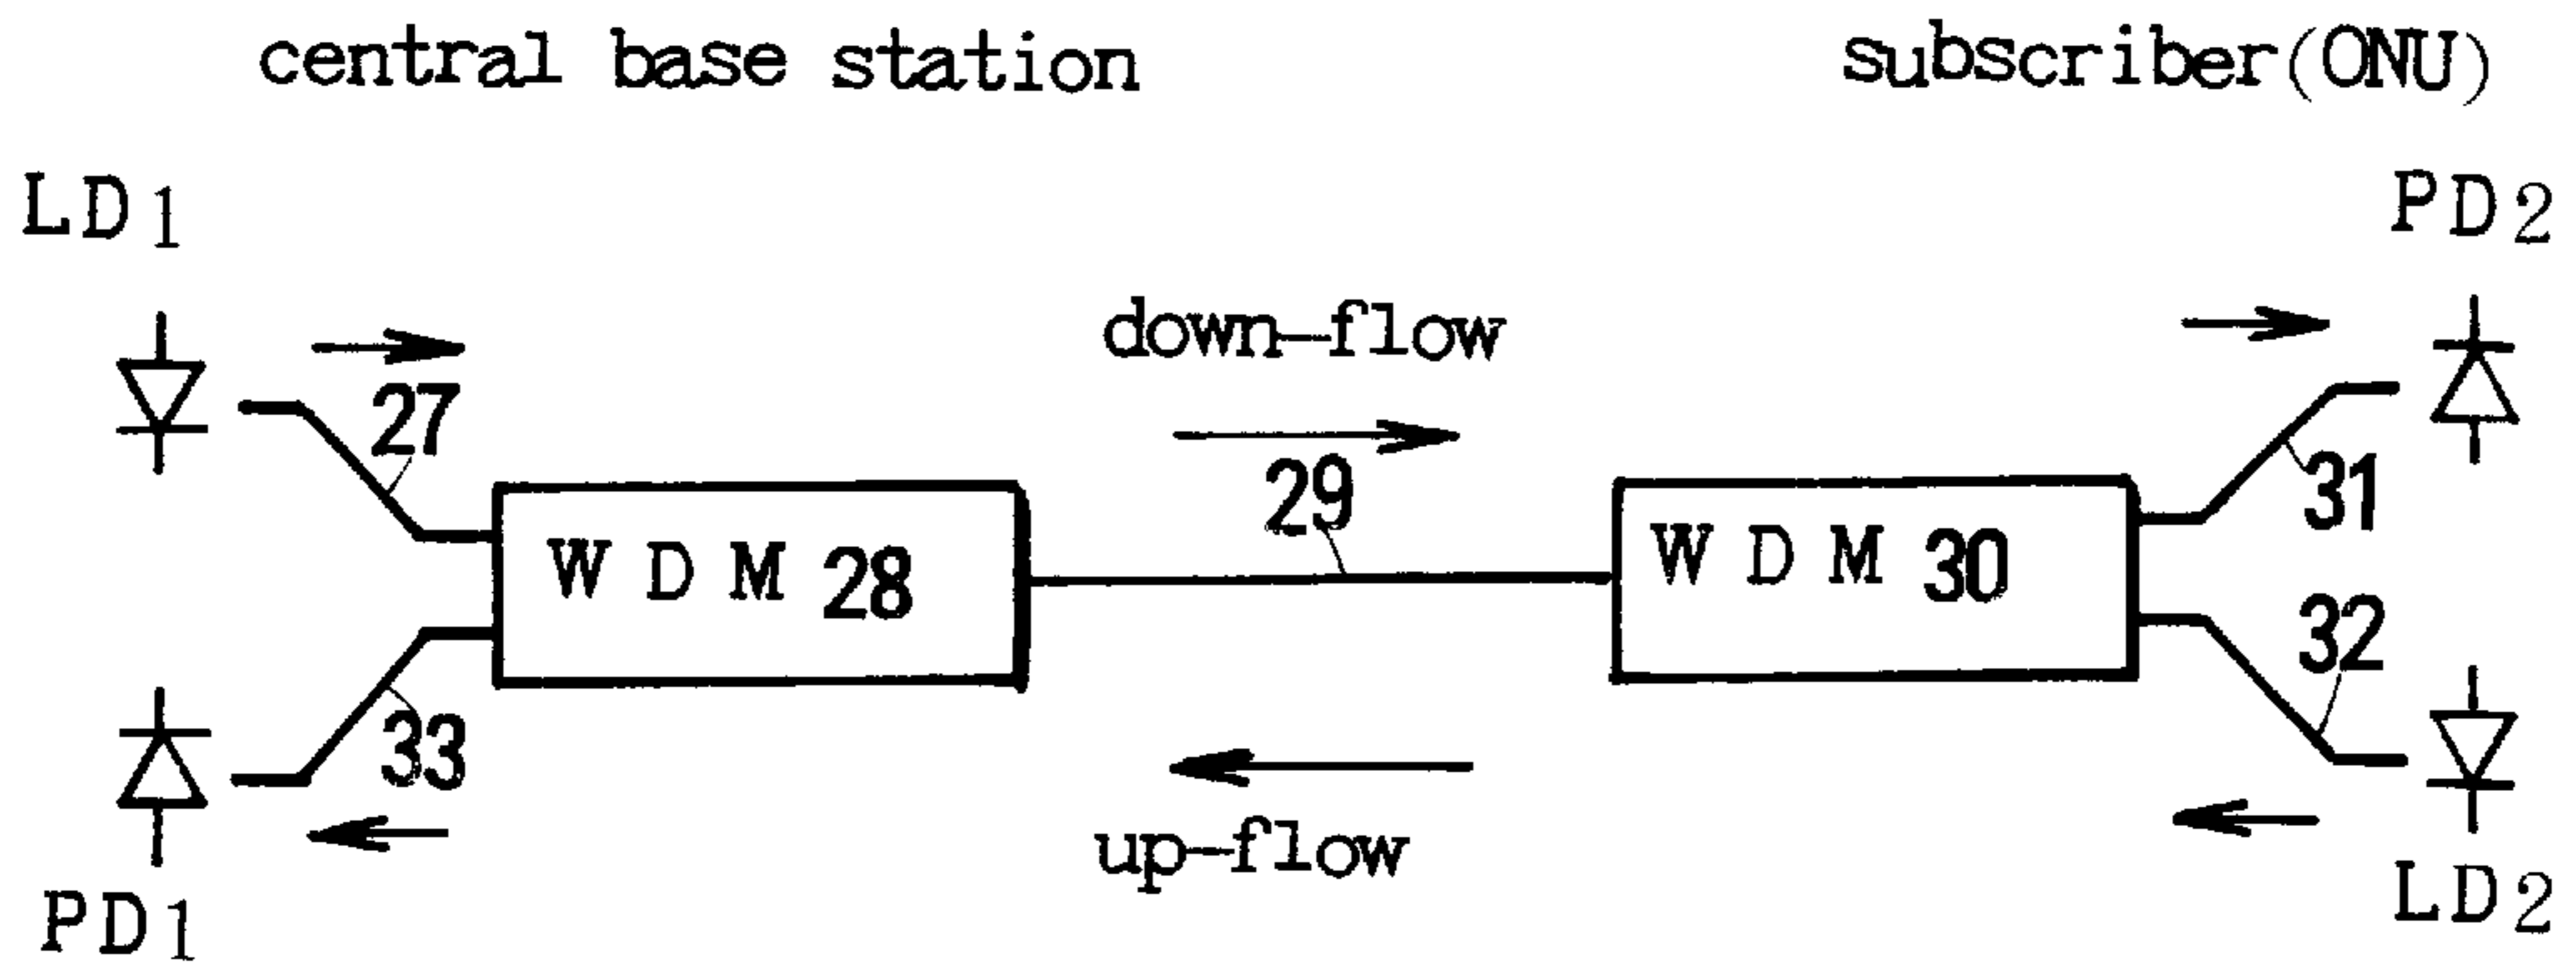 central base station subscriber(ONU)
LD1 PD2
down-flow
27
29
31
WDM 28 WDM 30
32
33
up-flow
PD1 LD2